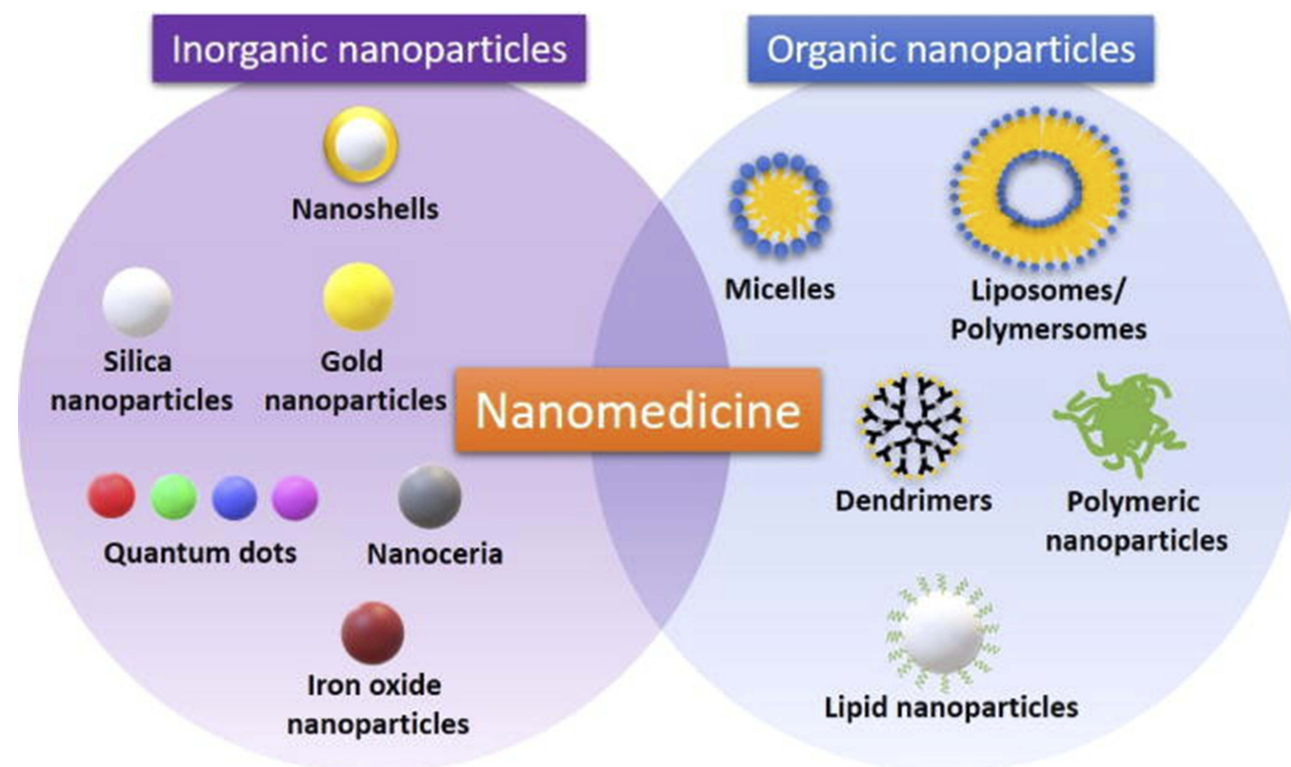 Inorganic nanoparticles
Organic nanoparticles
Nanoshells
Micelles
Liposomes/
Polymersomes
Silica
nanoparticles
Gold
nanoparticles
Nanomedicine
Dendrimers
Polymeric
nanoparticles
Quantum dots
Nanoceria
Iron oxide
nanoparticles
Lipid nanoparticles